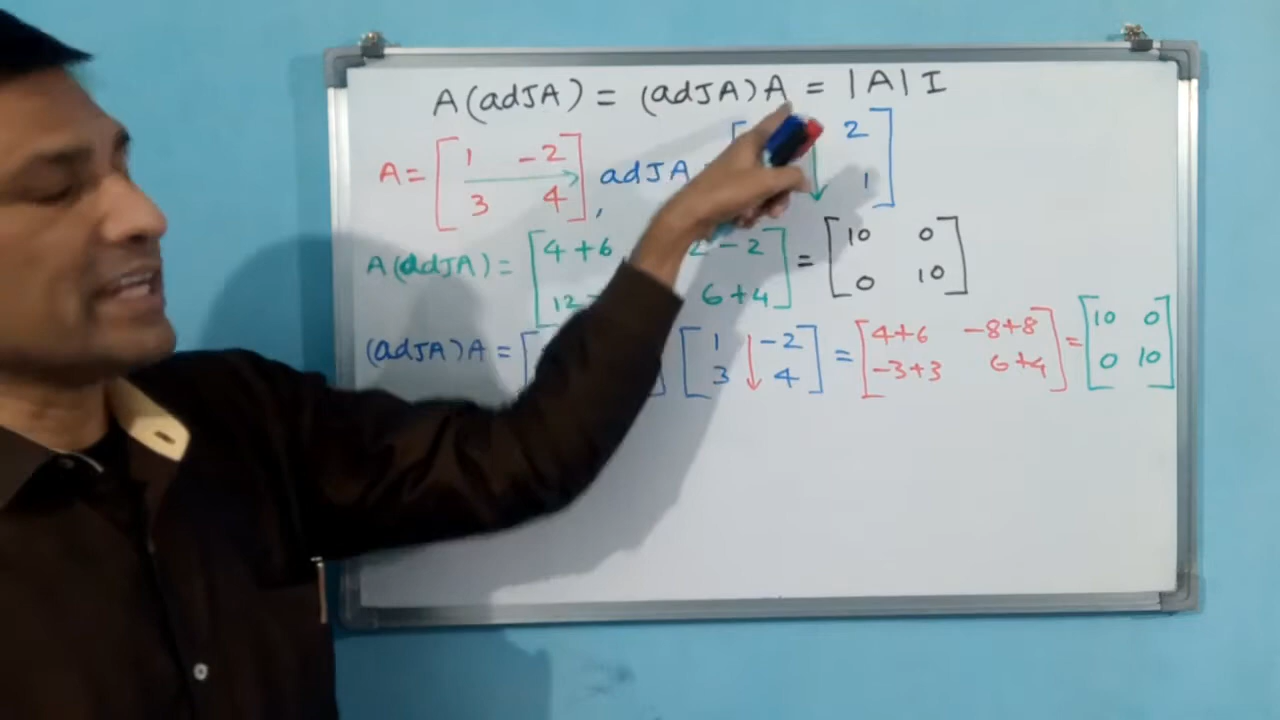 A(adJA) = (adJA)A = |A| I
A = [ 1 -2 ] , adJA [ 2 ]
[ 3 4 ] [ 1 ]
A(adJA) = [ 4+6 2-2 ] = [ 10 0 ]
[ 12 6+4 ] [ 0 10 ]
(adJA)A = [ ] [ 1 -2 ] = [ 4+6 -8+8 ] = [ 10 0 ]
[ 3 4 ] [ -3+3 6+4 ] [ 0 10 ]